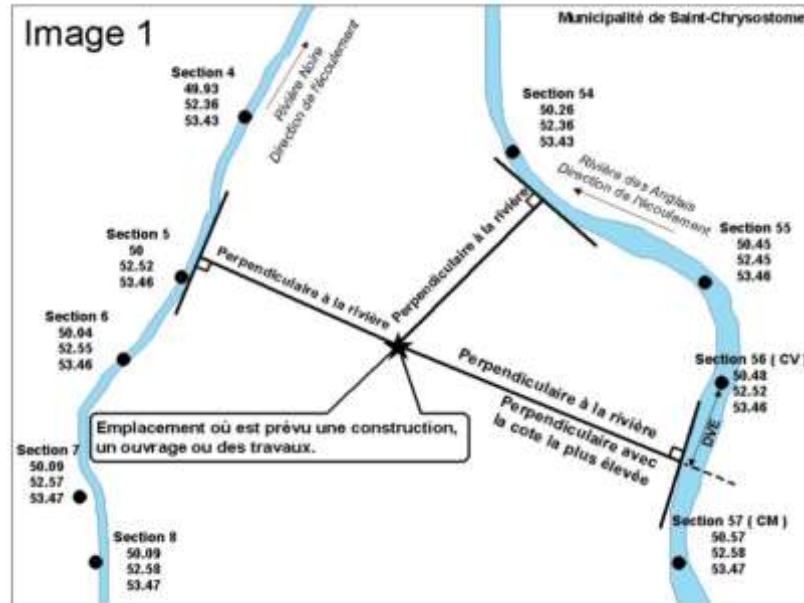 Image 1
Municipalité de Saint-Chrysostome
Section 4
49.93
52.36
53.43
Rivière Noire
Direction de l'écoulement
Section 54
50.26
52.36
53.43
Rivière des Anglais
Direction de l'écoulement
Section 5
50
52.52
53.46
Perpendiculaire à la rivière
Perpendiculaire à la rivière
Section 55
50.45
52.45
53.46
Section 6
50.04
52.55
53.46
Section 56 ( CV )
50.48
52.52
53.46
Perpendiculaire à la rivière
Perpendiculaire avec
la cote la plus élevée
DVE
Emplacement où est prévu une construction,
un ouvrage ou des travaux.
Section 7
50.09
52.57
53.47
Section 57 ( CM )
50.57
52.58
53.47
Section 8
50.09
52.58
53.47